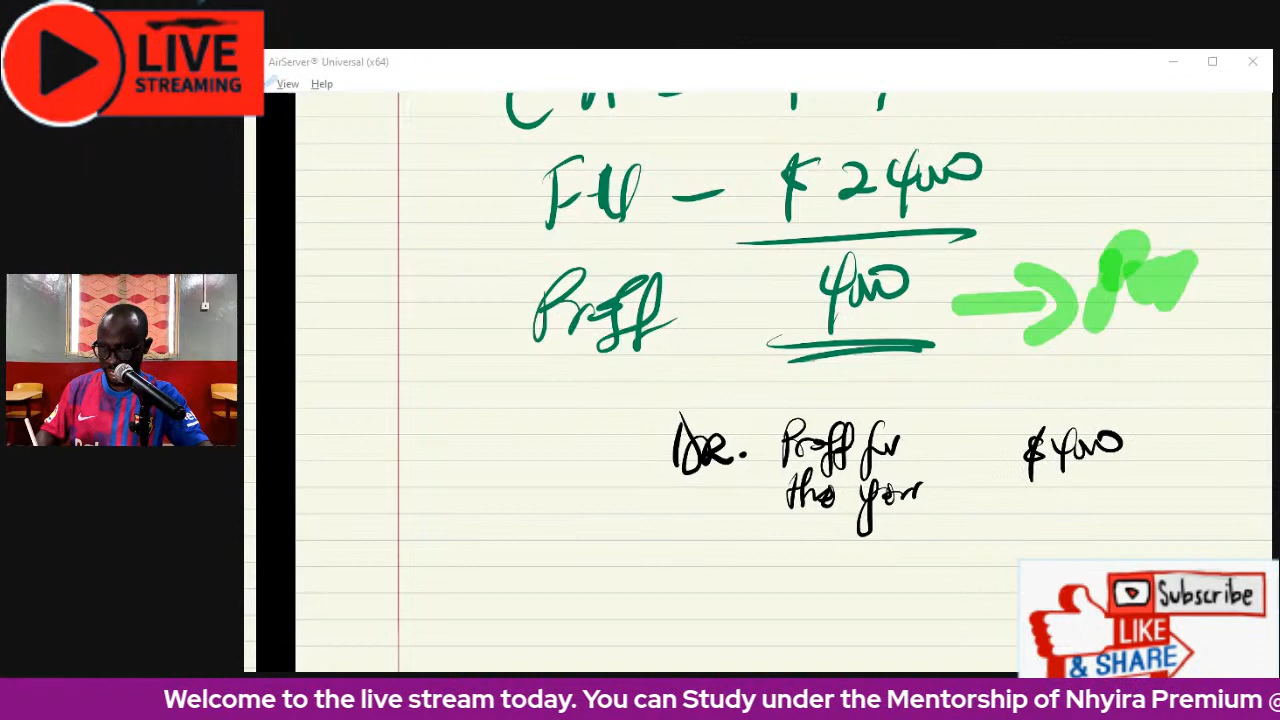 LIVE
STREAMING
AirServer® Universal (x64)
View Help
FU - $ 2400
Profit 400
DR. Profit for $400
the year
Subscribe
LIKE
& SHARE
Welcome to the live stream today. You can Study under the Mentorship of Nhyira Premium @